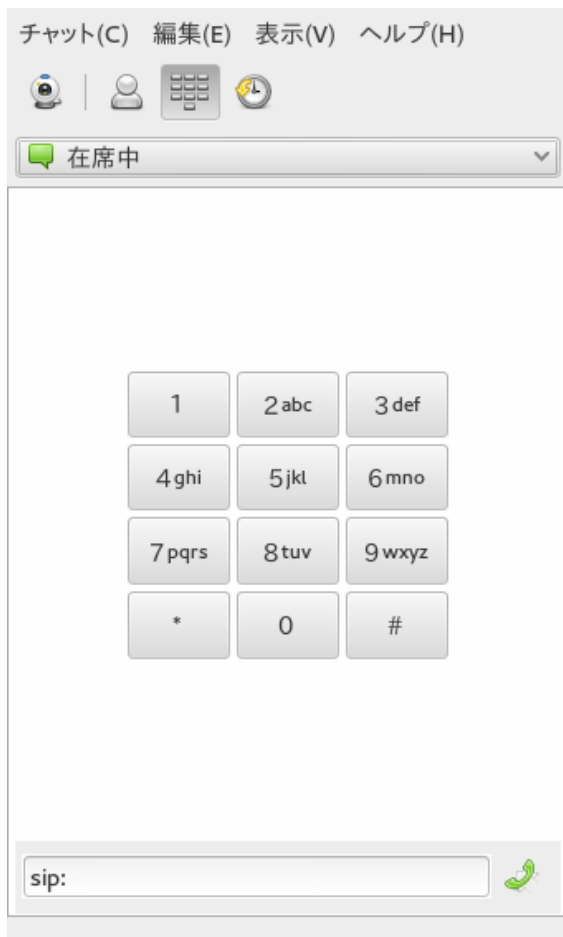 チャット(C) 編集(E) 表示(V) ヘルプ(H)
在席中
1 2abc 3def
4ghi 5jkl 6mno
7pqrs 8tuv 9wxyz
* 0 #
sip: